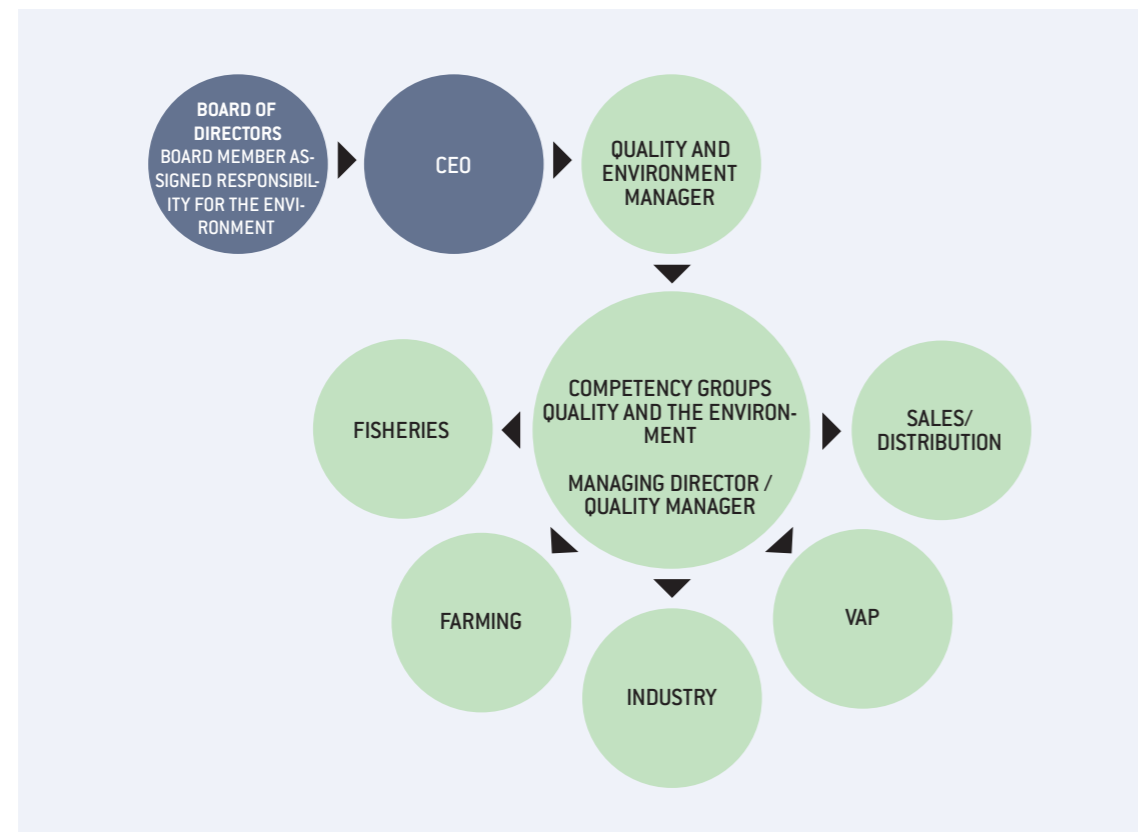 BOARD OF
DIRECTORS
BOARD MEMBER AS-
SIGNED RESPONSIBIL-
ITY FOR THE ENVI-
RONMENT
CEO
QUALITY AND
ENVIRONMENT
MANAGER
COMPETENCY GROUPS
QUALITY AND THE ENVIRON-
MENT
MANAGING DIRECTOR /
QUALITY MANAGER
FISHERIES
SALES/
DISTRIBUTION
FARMING
VAP
INDUSTRY